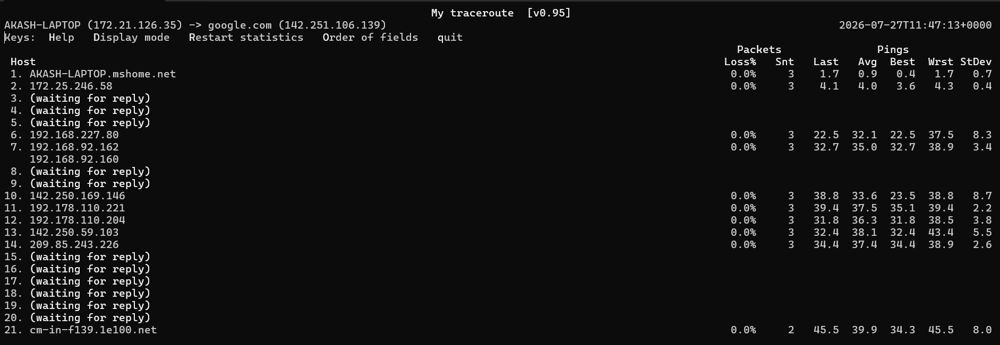 My traceroute  [v0.95]
AKASH-LAPTOP (172.21.126.35) -> google.com (142.251.106.139)  2026-07-27T11:47:13+0000
Keys:  Help   Display mode   Restart statistics   Order of fields   quit
Packets  Pings
Host  Loss%  Snt  Last  Avg  Best  Wrst  StDev
1. AKASH-LAPTOP.mshome.net  0.0%  3  1.7  0.9  0.4  1.7  0.7
2. 172.25.246.58  0.0%  3  4.1  4.0  3.6  4.3  0.4
3. (waiting for reply)
4. (waiting for reply)
5. (waiting for reply)
6. 192.168.227.80  0.0%  3  22.5  32.1  22.5  37.5  8.3
7. 192.168.92.162  0.0%  3  32.7  35.0  32.7  38.9  3.4
192.168.92.160
8. (waiting for reply)
9. (waiting for reply)
10. 142.250.169.146  0.0%  3  38.8  33.6  23.5  38.8  8.7
11. 192.178.110.221  0.0%  3  39.4  37.5  35.1  39.4  2.2
12. 192.178.110.204  0.0%  3  31.8  36.3  31.8  38.5  3.8
13. 142.250.59.103  0.0%  3  32.4  38.1  32.4  43.4  5.5
14. 209.85.243.226  0.0%  3  34.4  37.4  34.4  38.9  2.6
15. (waiting for reply)
16. (waiting for reply)
17. (waiting for reply)
18. (waiting for reply)
19. (waiting for reply)
20. (waiting for reply)
21. cm-in-f139.1e100.net  0.0%  2  45.5  39.9  34.3  45.5  8.0